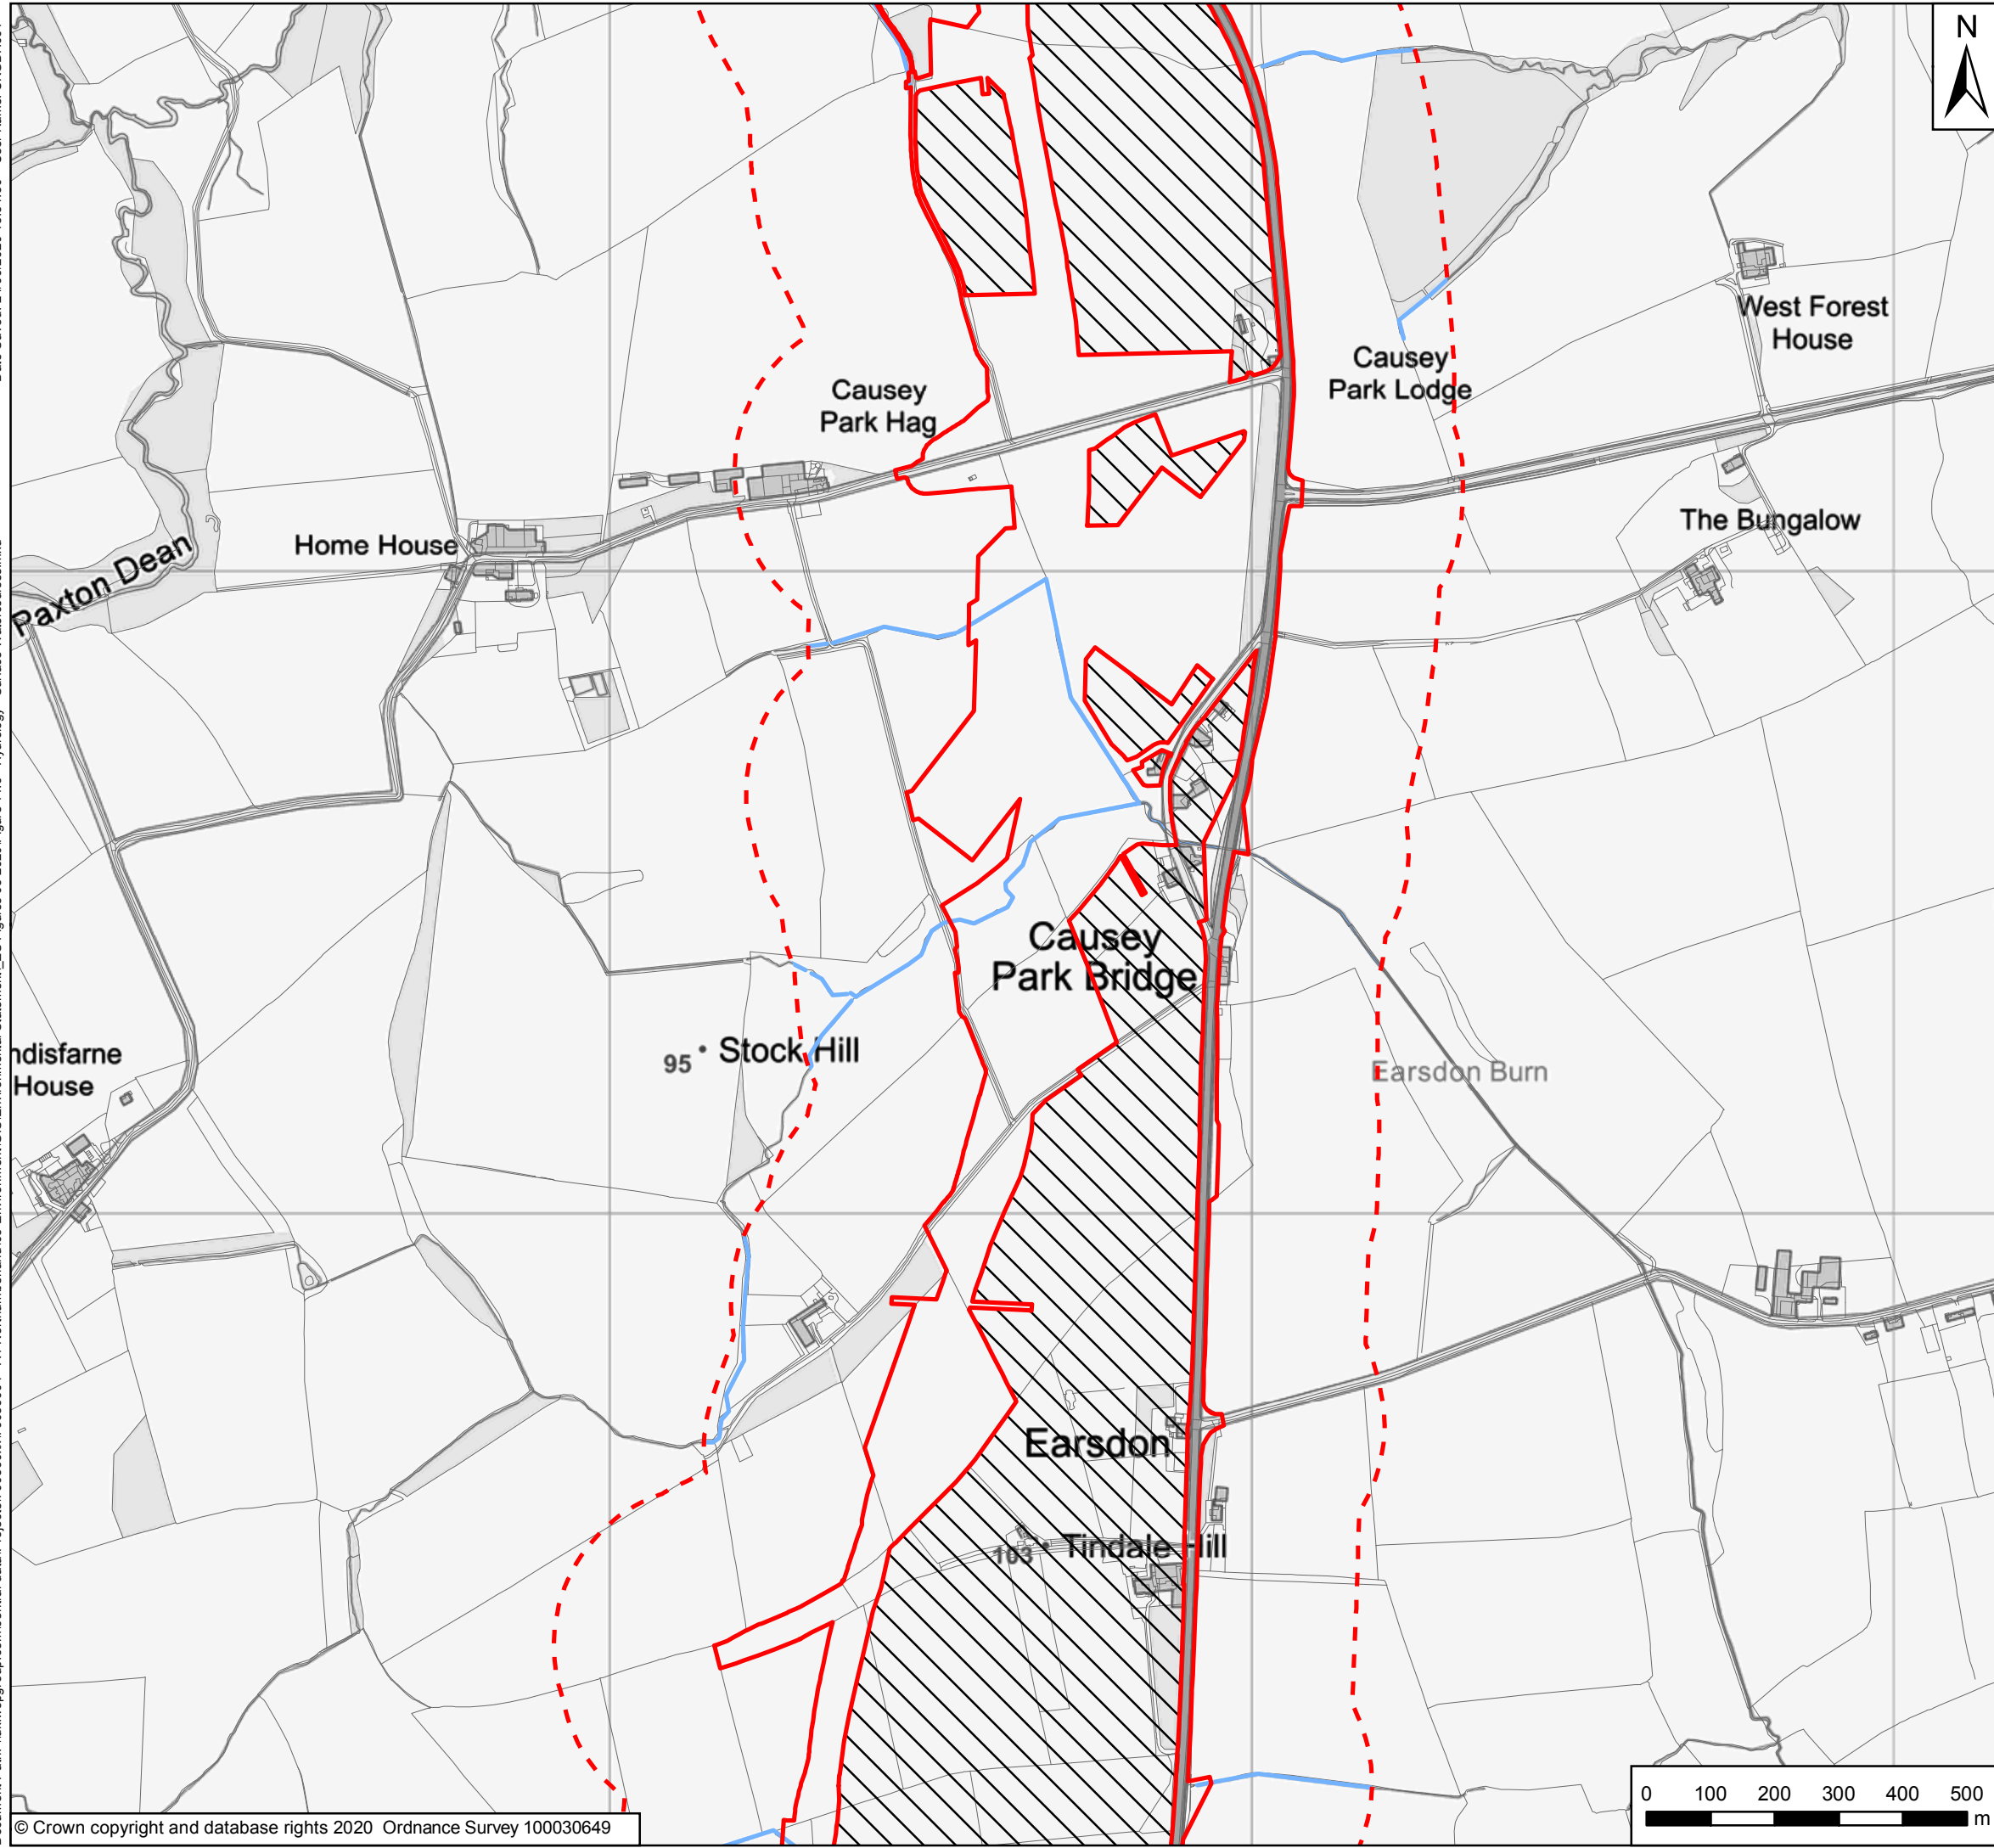 N
West Forest
House
Causey
Park Lodge
Causey
Park Hag
The Bungalow
Home House
Paxton Dean
Causey
Park Bridge
95
Stock Hill
ndisfarne
House
Earsdon Burn
Earsdon
103
Tindale Hill
0 100 200 300 400 500
m
© Crown copyright and database rights 2020 Ordnance Survey 100030649